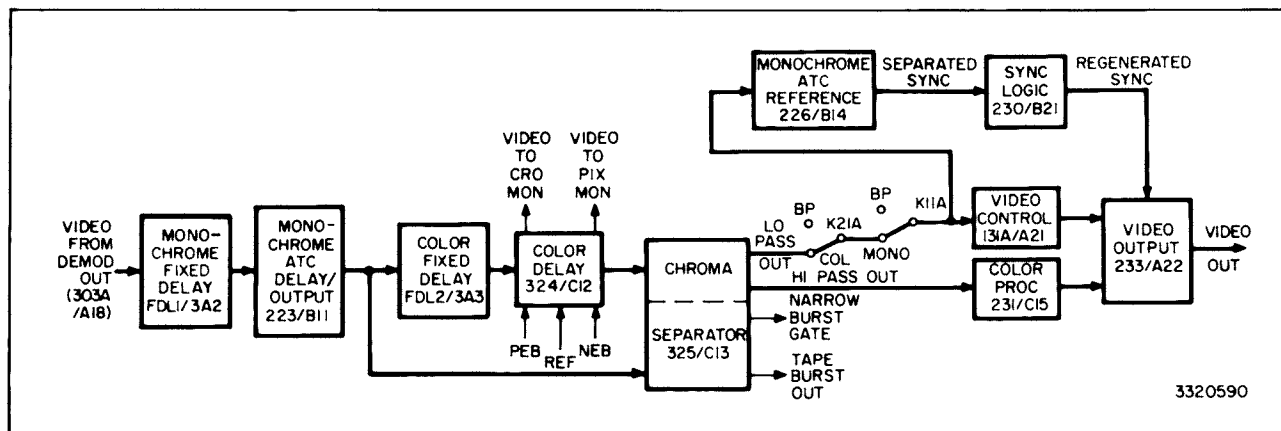 VIDEO
FROM
DEMOD
OUT
(303A
/A18)
MONO-
CHROME
FIXED
DELAY
FDL1/3A2
MONO-
CHROME
ATC
DELAY/
OUTPUT
223/B11
COLOR
FIXED
DELAY
FDL2/3A3
VIDEO
TO
CRO
MON
VIDEO
TO
PIX
MON
COLOR
DELAY
324/C12
PEB
REF
NEB
CHROMA
SEPARATOR
325/C13
LO
PASS
OUT
BP
K21A
COL
BP
K11A
MONO
HI PASS OUT
NARROW
BURST
GATE
TAPE
BURST
OUT
MONOCHROME
ATC
REFERENCE
226/B14
SEPARATED
SYNC
SYNC
LOGIC
230/B21
REGENERATED
SYNC
VIDEO
CONTROL
131A/A21
COLOR
PROC
231/C15
VIDEO
OUTPUT
233/A22
VIDEO
OUT
3320590